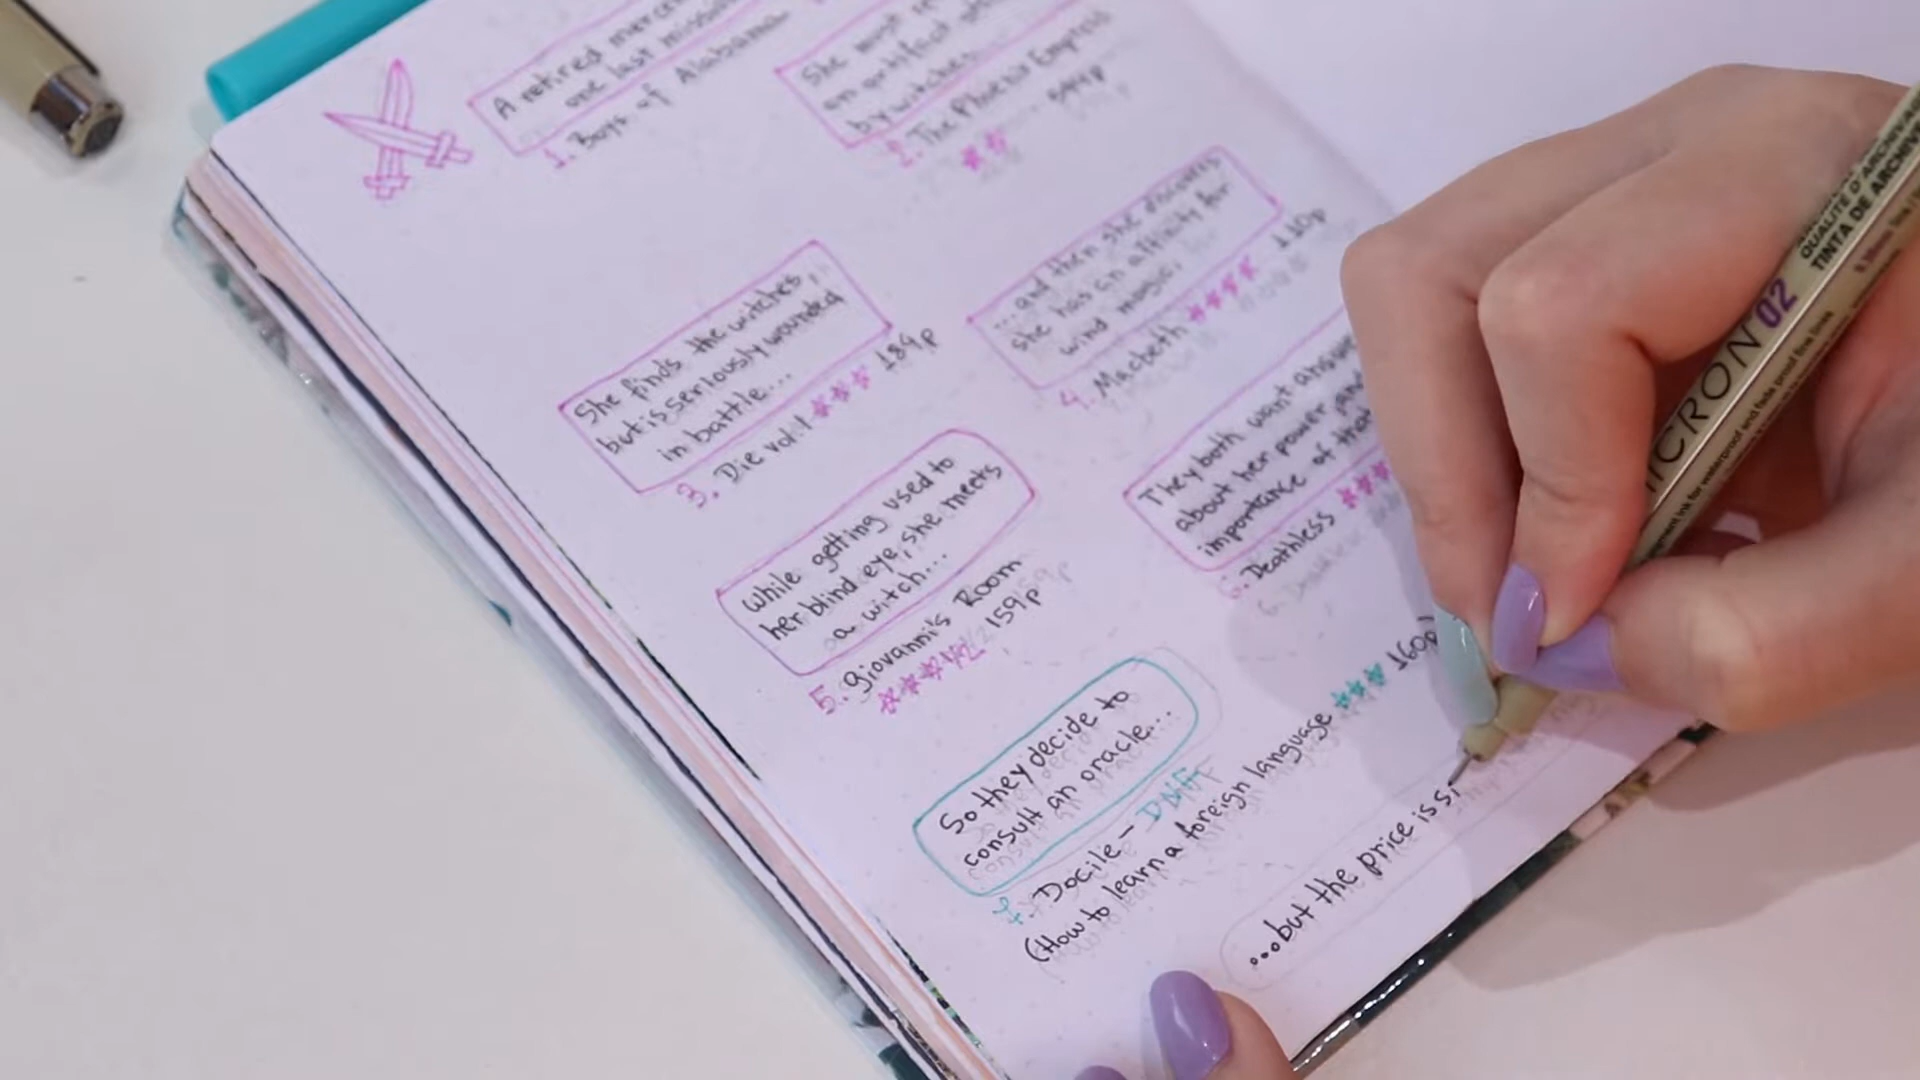 A retired
one last mission
1. Boys of Alabama
She must
an artifact
by witches...
2. The Phoenix Empress
She finds the witches,
but is seriously wounded
in battle...
3. Die vol.1 189p
...and then she discovers
she has an affinity for
wind magic.
4. Macbeth 110p
While getting used to
her blind eye, she meets
a witch...
5. Giovanni's Room
159p
They both want
about her power and
importance of that
6. Deathless
So they decide to
consult an oracle...
7. Docile - DNF
(How to learn a foreign language 160p)
...but the price is si
MICRON 02
QUALITÉ D'ARCHIVAGE
TINTA DE ARCHIVO